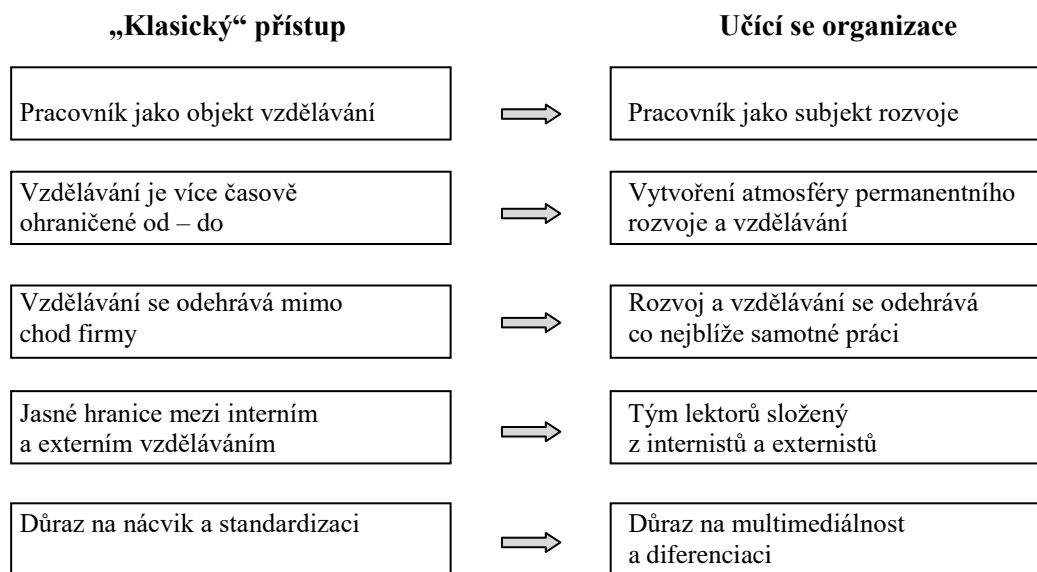 „Klasický“ přístup
Učící se organizace
Pracovník jako objekt vzdělávání
Pracovník jako subjekt rozvoje
Vzdělávání je více časově
ohraničené od – do
Vytvoření atmosféry permanentního
rozvoje a vzdělávání
Vzdělávání se odehrává mimo
chod firmy
Rozvoj a vzdělávání se odehrává
co nejblíže samotné práci
Jasné hranice mezi interním
a externím vzděláváním
Tým lektorů složený
z internistů a externistů
Důraz na nácvik a standardizaci
Důraz na multimediálnost
a diferenciaci